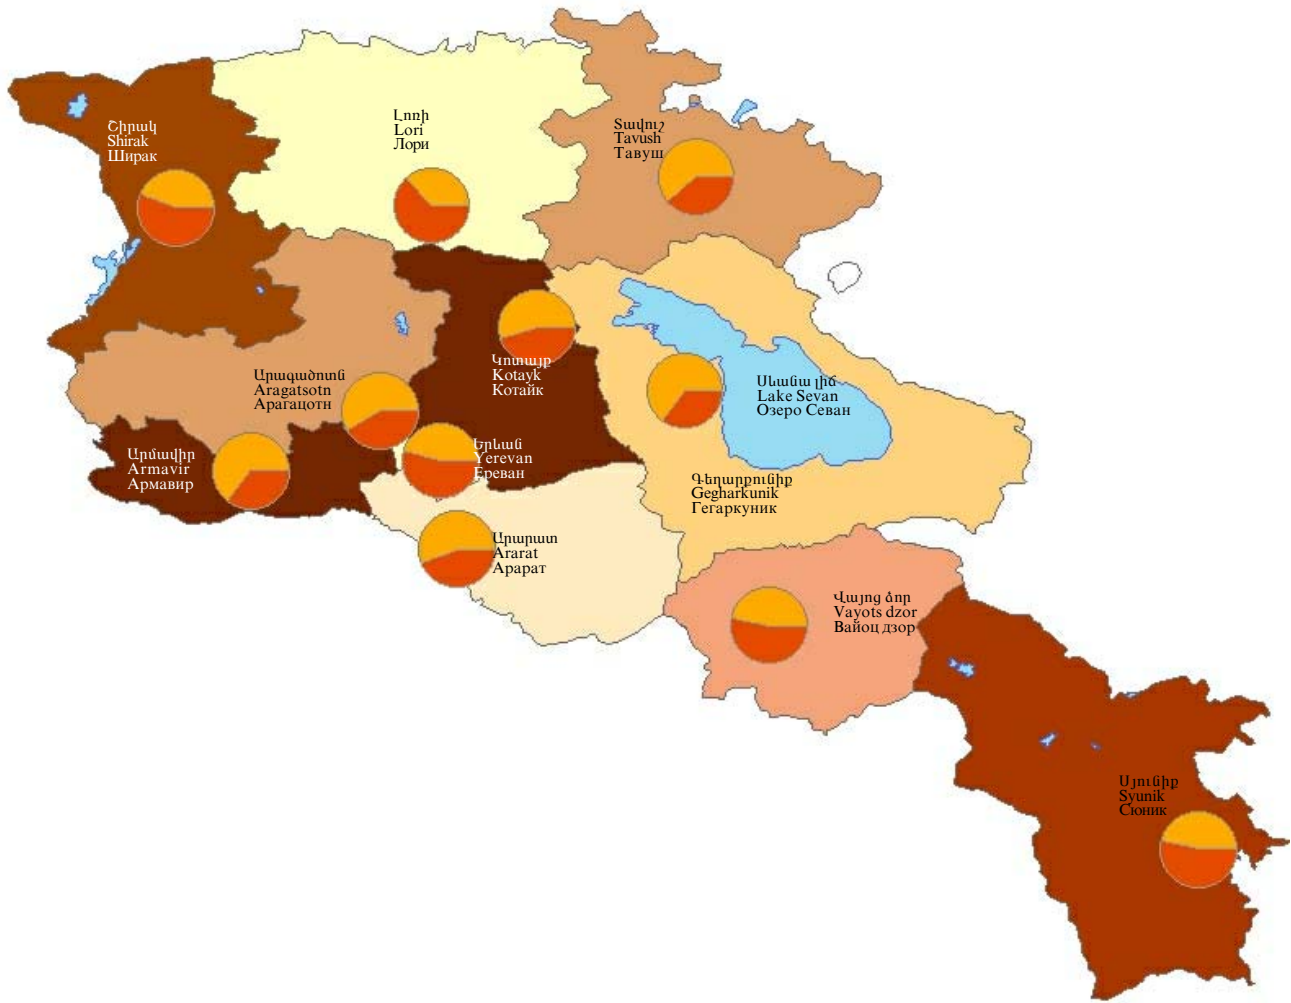 Շիրակ
Shirak
Ширак
Լոռի
Lori
Лори
Տավուշ
Tavush
Тавуш
Կոտայք
Kotayk
Котайк
Արագածոտն
Aragatsotn
Арагацотн
Սևանա լիճ
Lake Sevan
Озеро Севан
Արմավիր
Armavir
Армавир
Երևան
Yerevan
Ереван
Գեղարքունիք
Gegharkunik
Гегаркуник
Արարատ
Ararat
Арарат
Վայոց ձոր
Vayots dzor
Вайоц дзор
Սյունիք
Syunik
Сюник